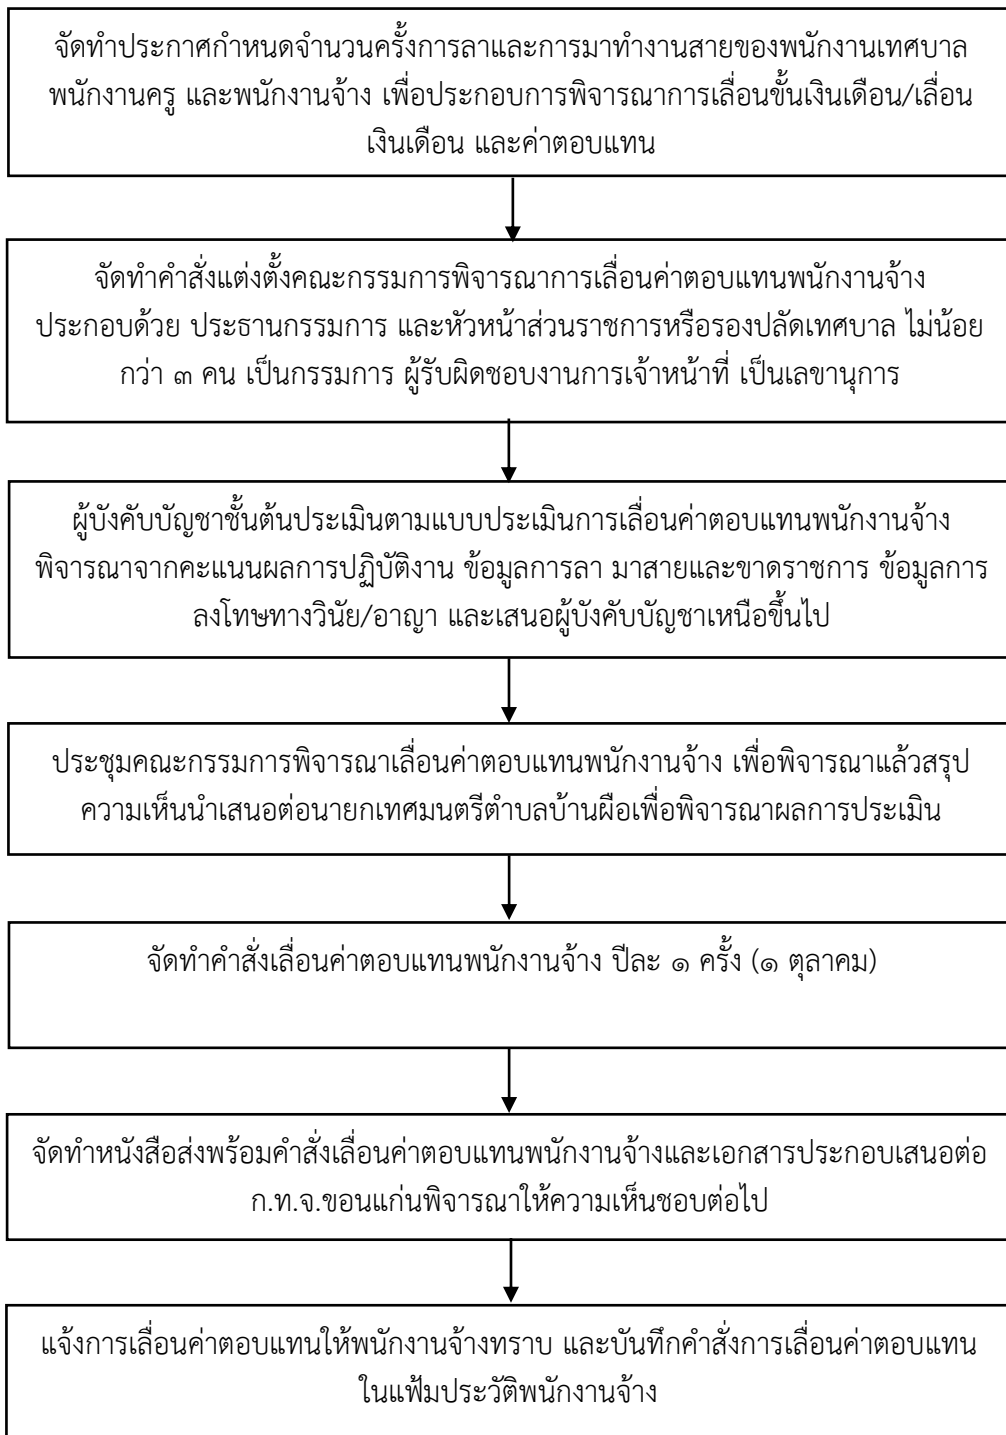 จัดทำประกาศกำหนดจำนวนครั้งการลาและการมาทำงานสายของพนักงานเทศบาล
พนักงานครู และพนักงานจ้าง เพื่อประกอบการพิจารณาการเลื่อนขั้นเงินเดือน/เลื่อน
เงินเดือน และค่าตอบแทน
จัดทำคำสั่งแต่งตั้งคณะกรรมการพิจารณาการเลื่อนค่าตอบแทนพนักงานจ้าง
ประกอบด้วย ประธานกรรมการ และหัวหน้าส่วนราชการหรือรองปลัดเทศบาล ไม่น้อย
กว่า ๓ คน เป็นกรรมการ ผู้รับผิดชอบงานการเจ้าหน้าที่ เป็นเลขานุการ
ผู้บังคับบัญชาชั้นต้นประเมินตามแบบประเมินการเลื่อนค่าตอบแทนพนักงานจ้าง
พิจารณาจากคะแนนผลการปฏิบัติงาน ข้อมูลการลา มาสายและขาดราชการ ข้อมูลการ
ลงโทษทางวินัย/อาญา และเสนอผู้บังคับบัญชาเหนือขึ้นไป
ประชุมคณะกรรมการพิจารณาเลื่อนค่าตอบแทนพนักงานจ้าง เพื่อพิจารณาแล้วสรุป
ความเห็นนำเสนอต่อนายกเทศมนตรีตำบลบ้านผือเพื่อพิจารณาผลการประเมิน
จัดทำคำสั่งเลื่อนค่าตอบแทนพนักงานจ้าง ปีละ ๑ ครั้ง (๑ ตุลาคม)
จัดทำหนังสือส่งพร้อมคำสั่งเลื่อนค่าตอบแทนพนักงานจ้างและเอกสารประกอบเสนอต่อ
ก.ท.จ.ขอนแก่นพิจารณาให้ความเห็นชอบต่อไป
แจ้งการเลื่อนค่าตอบแทนให้พนักงานจ้างทราบ และบันทึกคำสั่งการเลื่อนค่าตอบแทน
ในแฟ้มประวัติพนักงานจ้าง